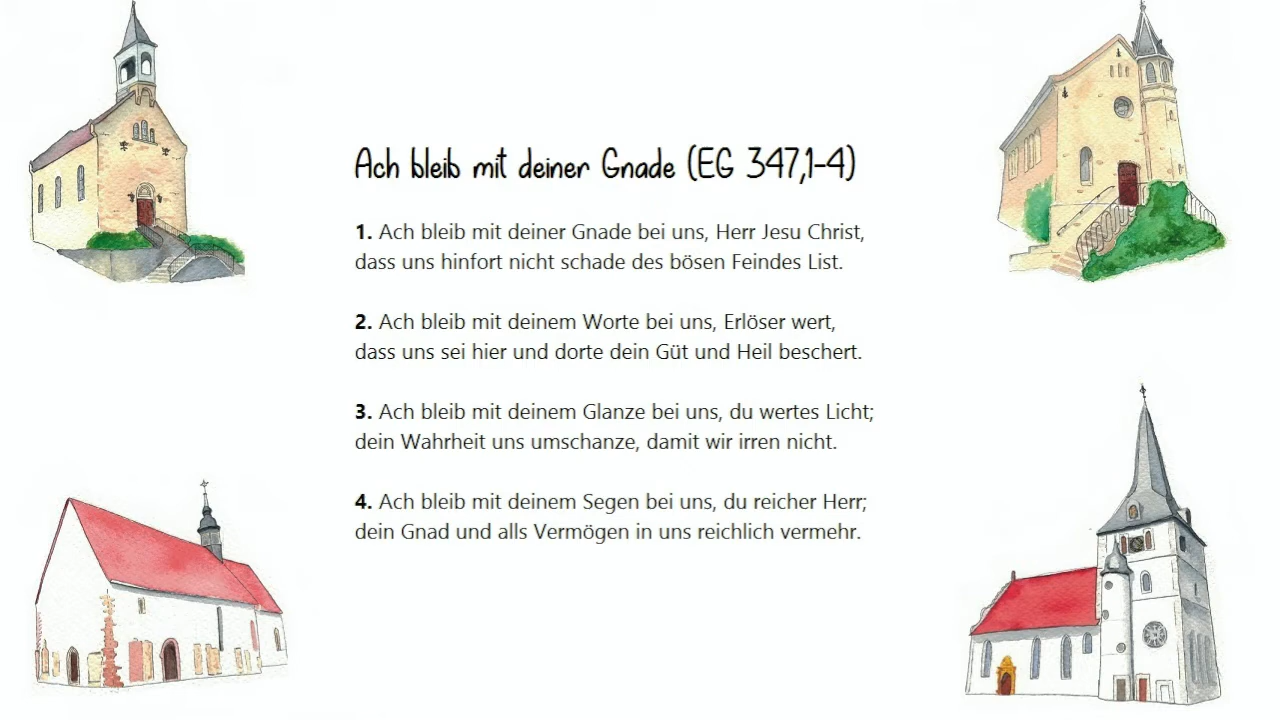 Ach bleib mit deiner Gnade (EG 347,1-4)
1. Ach bleib mit deiner Gnade bei uns, Herr Jesu Christ,
dass uns hinfort nicht schade des bösen Feindes List.
2. Ach bleib mit deinem Worte bei uns, Erlöser wert,
dass uns sei hier und dorte dein Güt und Heil beschert.
3. Ach bleib mit deinem Glanze bei uns, du wertes Licht;
dein Wahrheit uns umschanze, damit wir irren nicht.
4. Ach bleib mit deinem Segen bei uns, du reicher Herr;
dein Gnad und alls Vermögen in uns reichlich vermehr.